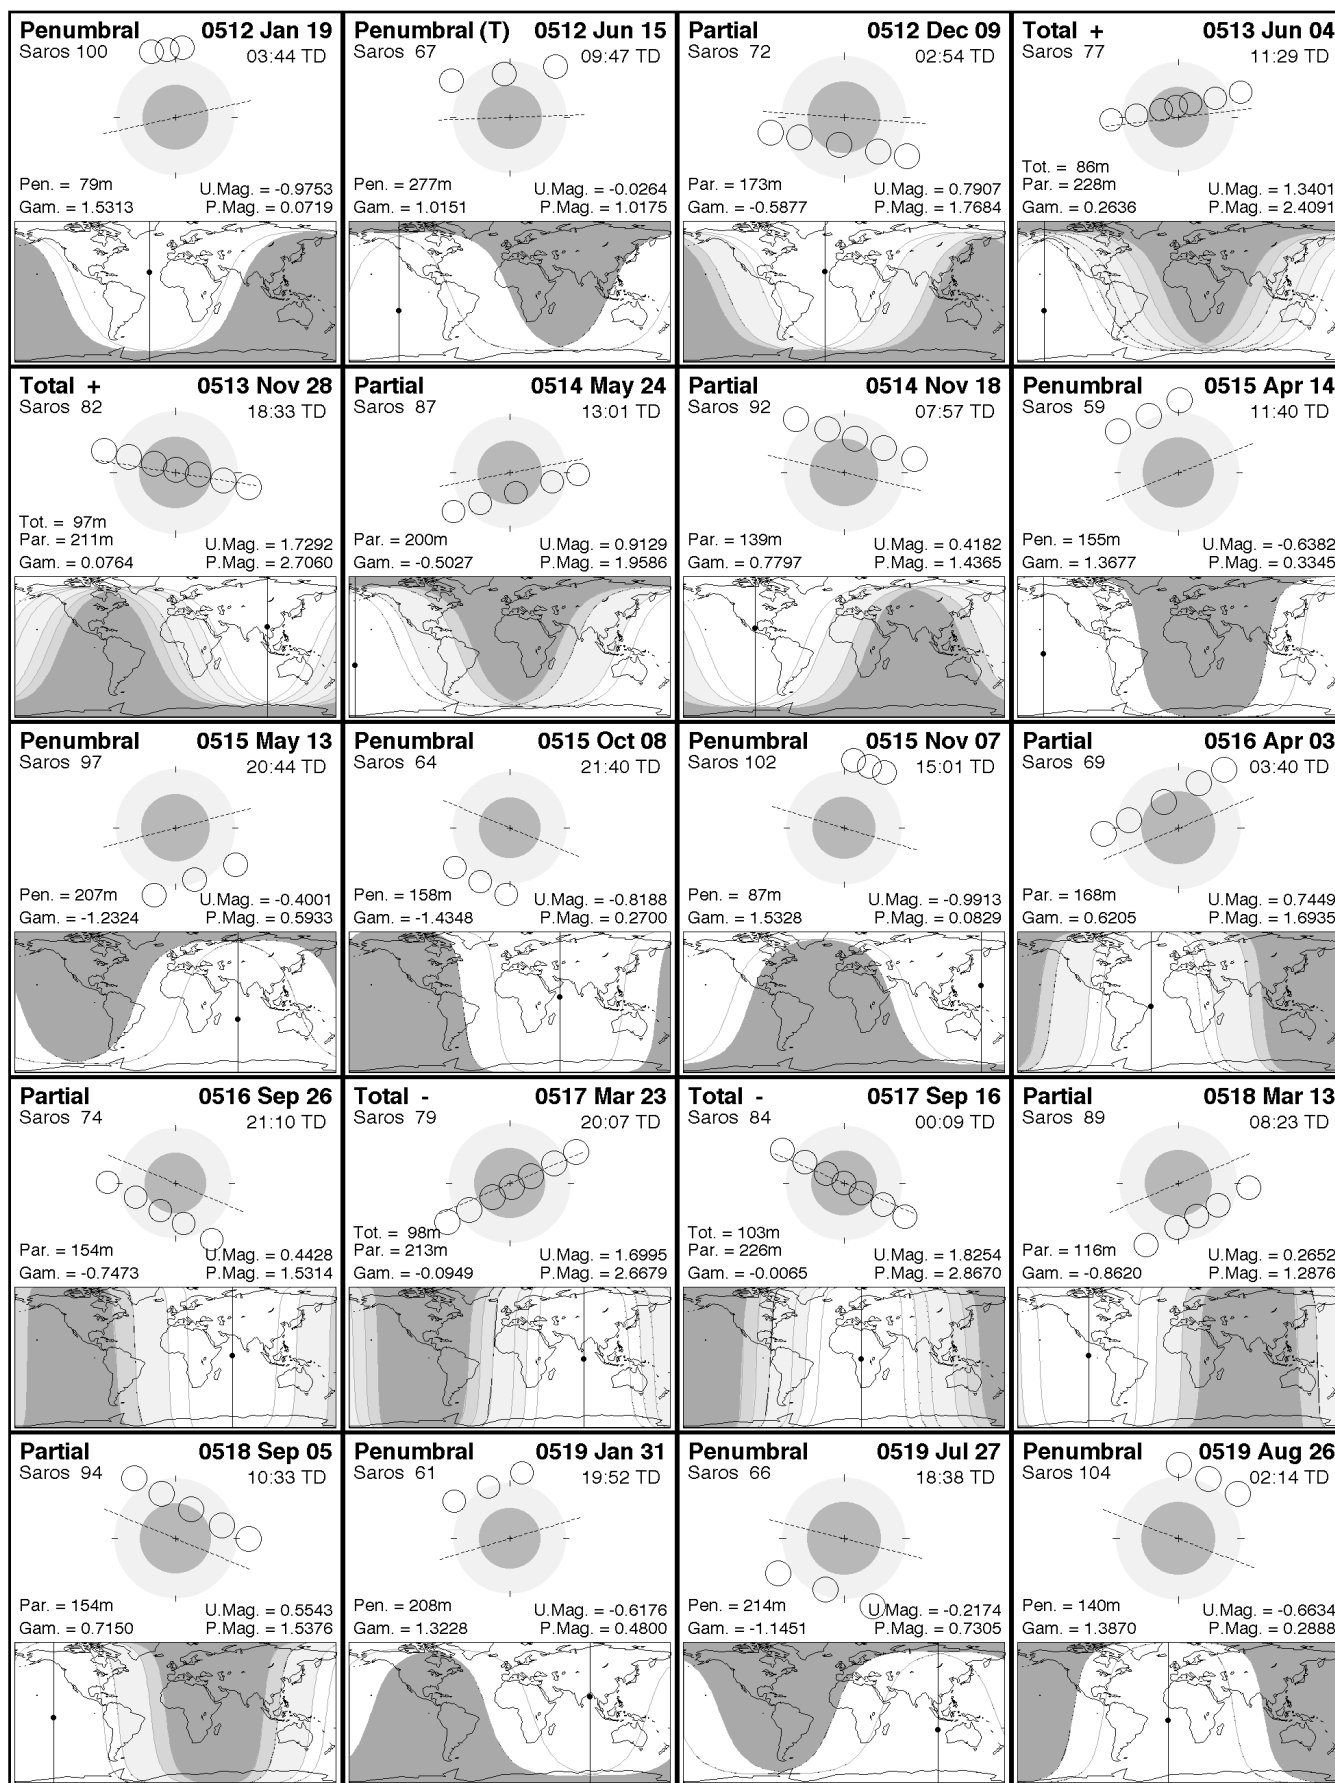 Penumbral 0512 Jan 19
Saros 100 03:44 TD
Pen. = 79m U.Mag. = -0.9753
Gam. = 1.5313 P.Mag. = 0.0719
Penumbral (T) 0512 Jun 15
Saros 67 09:47 TD
Pen. = 277m U.Mag. = -0.0264
Gam. = 1.0151 P.Mag. = 1.0175
Partial 0512 Dec 09
Saros 72 02:54 TD
Par. = 173m U.Mag. = 0.7907
Gam. = -0.5877 P.Mag. = 1.7684
Total + 0513 Jun 04
Saros 77 11:29 TD
Tot. = 86m
Par. = 228m U.Mag. = 1.3401
Gam. = 0.2636 P.Mag. = 2.4091
Total + 0513 Nov 28
Saros 82 18:33 TD
Tot. = 97m
Par. = 211m U.Mag. = 1.7292
Gam. = 0.0764 P.Mag. = 2.7060
Partial 0514 May 24
Saros 87 13:01 TD
Par. = 200m U.Mag. = 0.9129
Gam. = -0.5027 P.Mag. = 1.9586
Partial 0514 Nov 18
Saros 92 07:57 TD
Par. = 139m U.Mag. = 0.4182
Gam. = 0.7797 P.Mag. = 1.4365
Penumbral 0515 Apr 14
Saros 59 11:40 TD
Pen. = 155m U.Mag. = -0.6382
Gam. = 1.3677 P.Mag. = 0.3345
Penumbral 0515 May 13
Saros 97 20:44 TD
Pen. = 207m U.Mag. = -0.4001
Gam. = -1.2324 P.Mag. = 0.5933
Penumbral 0515 Oct 08
Saros 64 21:40 TD
Pen. = 158m U.Mag. = -0.8188
Gam. = -1.4348 P.Mag. = 0.2700
Penumbral 0515 Nov 07
Saros 102 15:01 TD
Pen. = 87m U.Mag. = -0.9913
Gam. = 1.5328 P.Mag. = 0.0829
Partial 0516 Apr 03
Saros 69 03:40 TD
Par. = 168m U.Mag. = 0.7449
Gam. = 0.6205 P.Mag. = 1.6935
Partial 0516 Sep 26
Saros 74 21:10 TD
Par. = 154m U.Mag. = 0.4428
Gam. = -0.7473 P.Mag. = 1.5314
Total - 0517 Mar 23
Saros 79 20:07 TD
Tot. = 98m
Par. = 213m U.Mag. = 1.6995
Gam. = -0.0949 P.Mag. = 2.6679
Total - 0517 Sep 16
Saros 84 00:09 TD
Tot. = 103m
Par. = 226m U.Mag. = 1.8254
Gam. = -0.0065 P.Mag. = 2.8670
Partial 0518 Mar 13
Saros 89 08:23 TD
Par. = 116m U.Mag. = 0.2652
Gam. = -0.8620 P.Mag. = 1.2876
Partial 0518 Sep 05
Saros 94 10:33 TD
Par. = 154m U.Mag. = 0.5543
Gam. = 0.7150 P.Mag. = 1.5376
Penumbral 0519 Jan 31
Saros 61 19:52 TD
Pen. = 208m U.Mag. = -0.6176
Gam. = 1.3228 P.Mag. = 0.4800
Penumbral 0519 Jul 27
Saros 66 18:38 TD
Pen. = 214m U.Mag. = -0.2174
Gam. = -1.1451 P.Mag. = 0.7305
Penumbral 0519 Aug 26
Saros 104 02:14 TD
Pen. = 140m U.Mag. = -0.6634
Gam. = 1.3870 P.Mag. = 0.2888